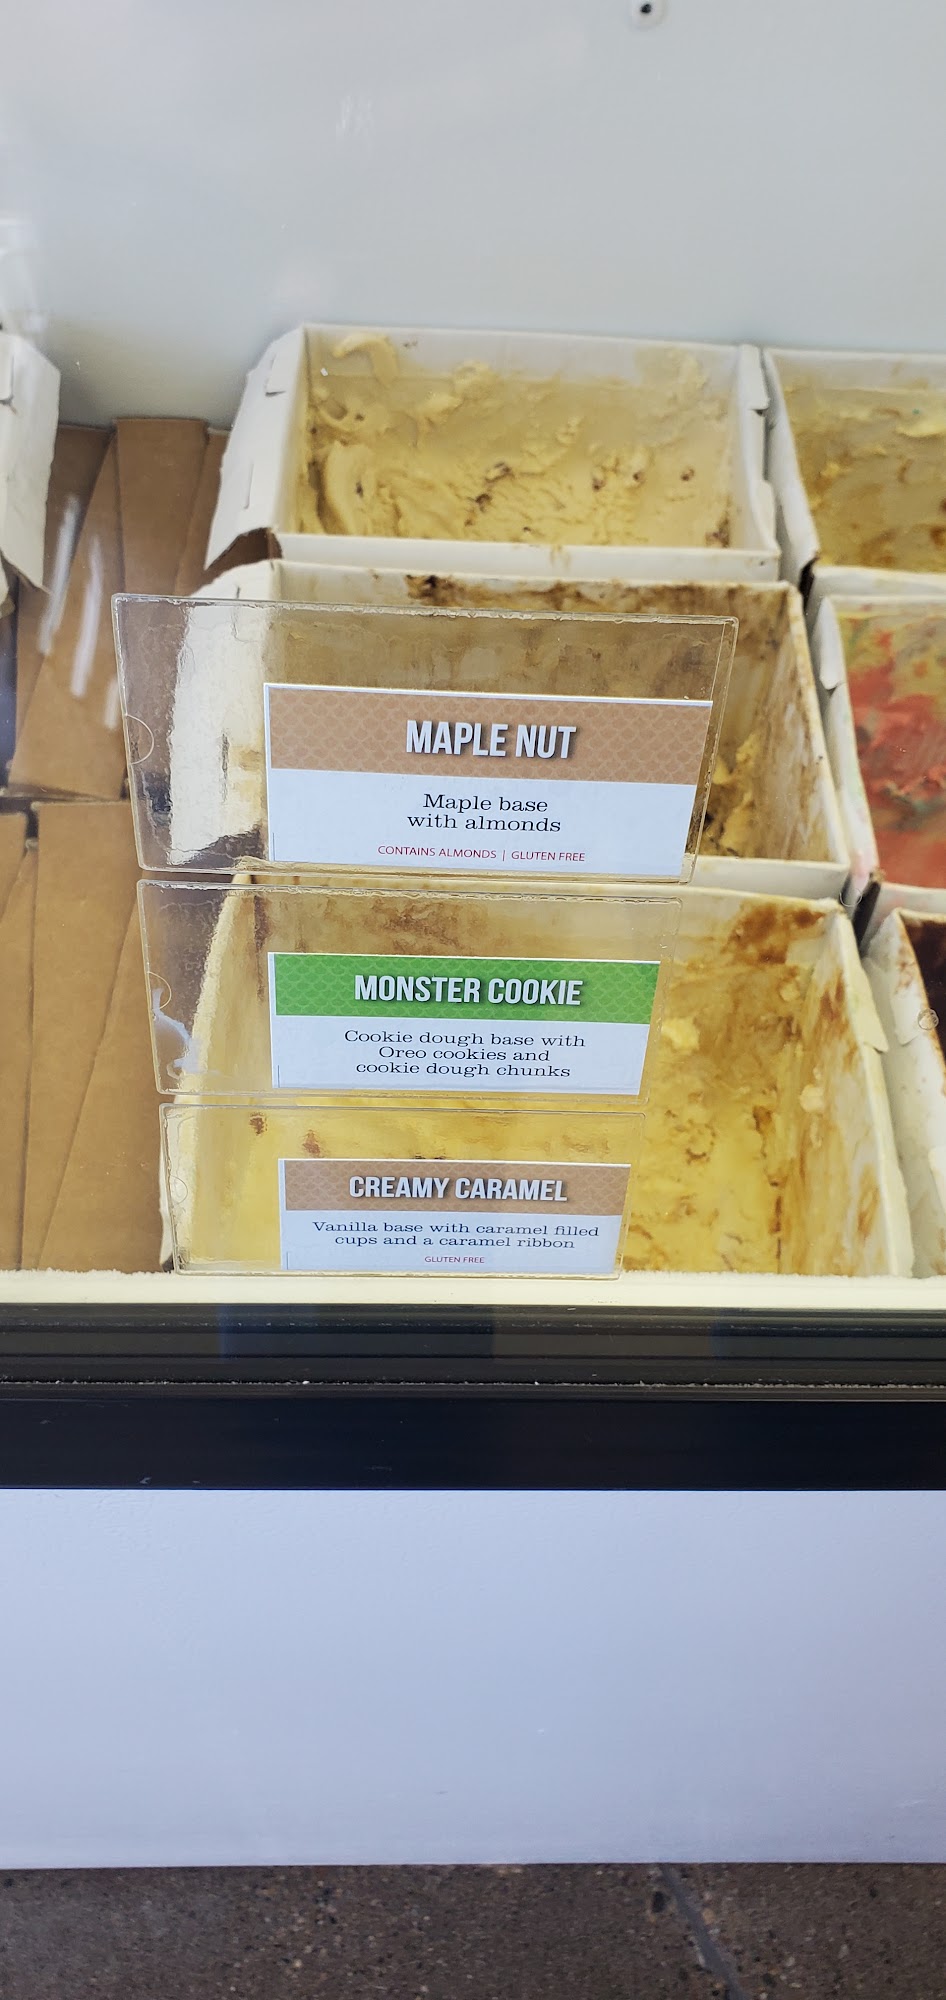 MAPLE NUT
Maple base
with almonds
CONTAINS ALMONDS | GLUTEN FREE
MONSTER COOKIE
Cookie dough base with
Oreo cookies and
cookie dough chunks
CREAMY CARAMEL
Vanilla base with caramel filled
cups and a caramel ribbon
GLUTEN FREE